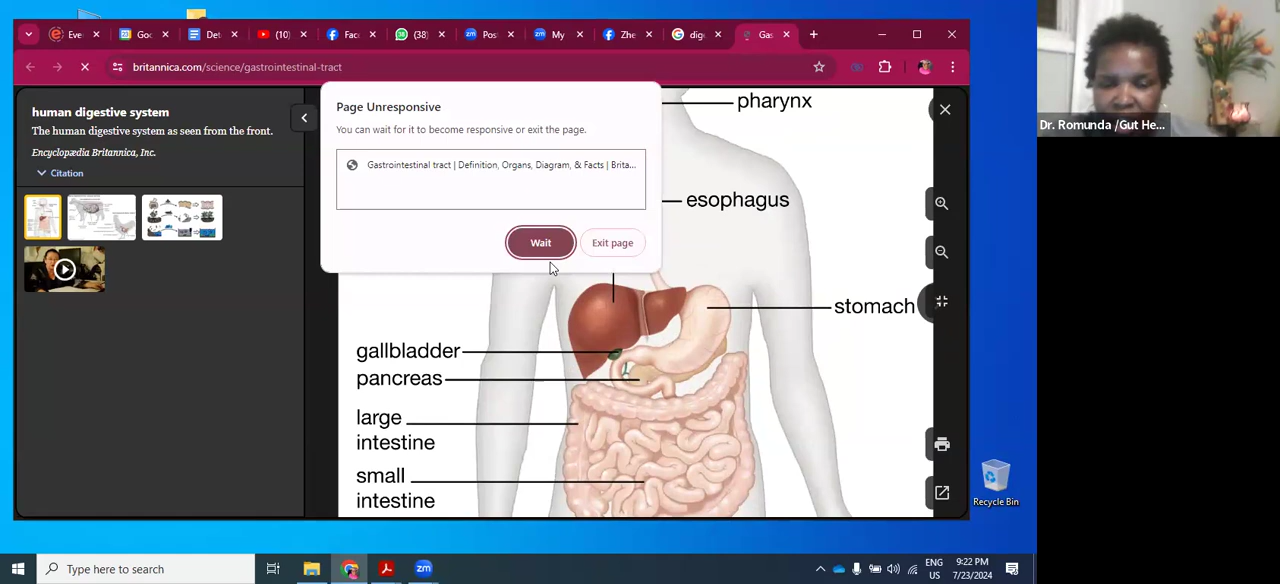 Eve
Goo
Det
(10)
Fac
(38)
Pos
My
Zhe
dig
Gas
britannica.com/science/gastrointestinal-tract
human digestive system
The human digestive system as seen from the front.
Encyclopædia Britannica, Inc.
Citation
Page Unresponsive
You can wait for it to become responsive or exit the page.
Gastrointestinal tract | Definition, Organs, Diagram, & Facts | Brita...
Wait
Exit page
pharynx
esophagus
stomach
gallbladder
pancreas
large
intestine
small
intestine
Dr. Romunda /Gut He...
Recycle Bin
Type here to search
zm
ENG
US
9:22 PM
7/23/2024